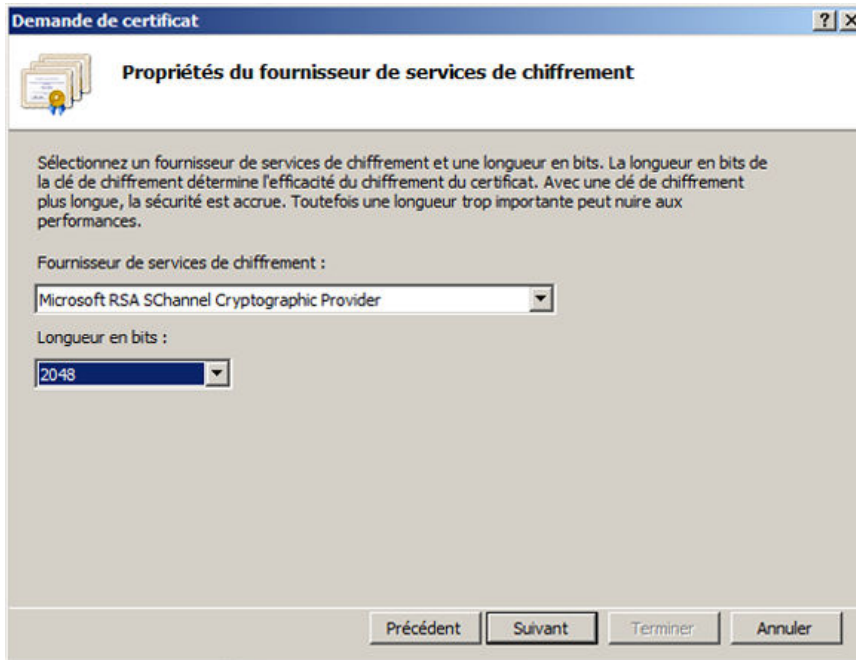 Demande de certificat
Propriétés du fournisseur de services de chiffrement
Sélectionnez un fournisseur de services de chiffrement et une longueur en bits. La longueur en bits de
la clé de chiffrement détermine l'efficacité du chiffrement du certificat. Avec une clé de chiffrement
plus longue, la sécurité est accrue. Toutefois une longueur trop importante peut nuire aux
performances.
Fournisseur de services de chiffrement :
Microsoft RSA SChannel Cryptographic Provider
Longueur en bits :
2048
Précédent Suivant Terminer Annuler